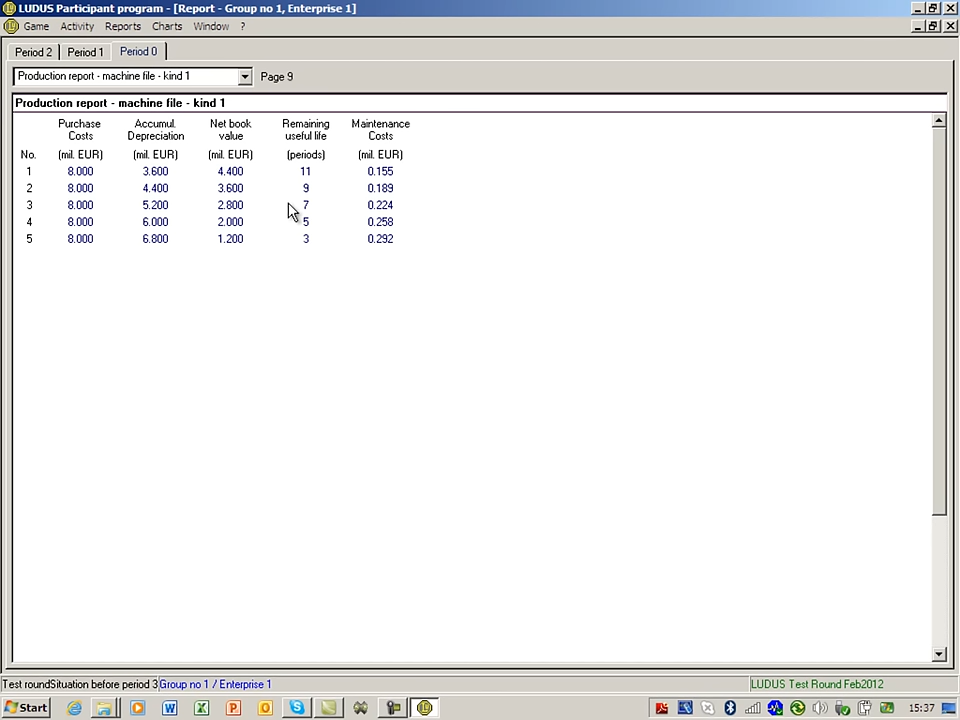 LUDUS Participant program - [Report - Group no 1, Enterprise 1]
Game Activity Reports Charts Window ?
Period 2 Period 1 Period 0
Production report - machine file - kind 1 Page 9
Production report - machine file - kind 1
Purchase Accumul. Net book Remaining Maintenance
Costs Depreciation value useful life Costs
No. (mil. EUR) (mil. EUR) (mil. EUR) (periods) (mil. EUR)
1 8.000 3.600 4.400 11 0.155
2 8.000 4.400 3.600 9 0.189
3 8.000 5.200 2.800 7 0.224
4 8.000 6.000 2.000 5 0.258
5 8.000 6.800 1.200 3 0.292
Test roundSituation before period 3 Group no 1 / Enterprise 1 LUDUS Test Round Feb2012
Start 15:37